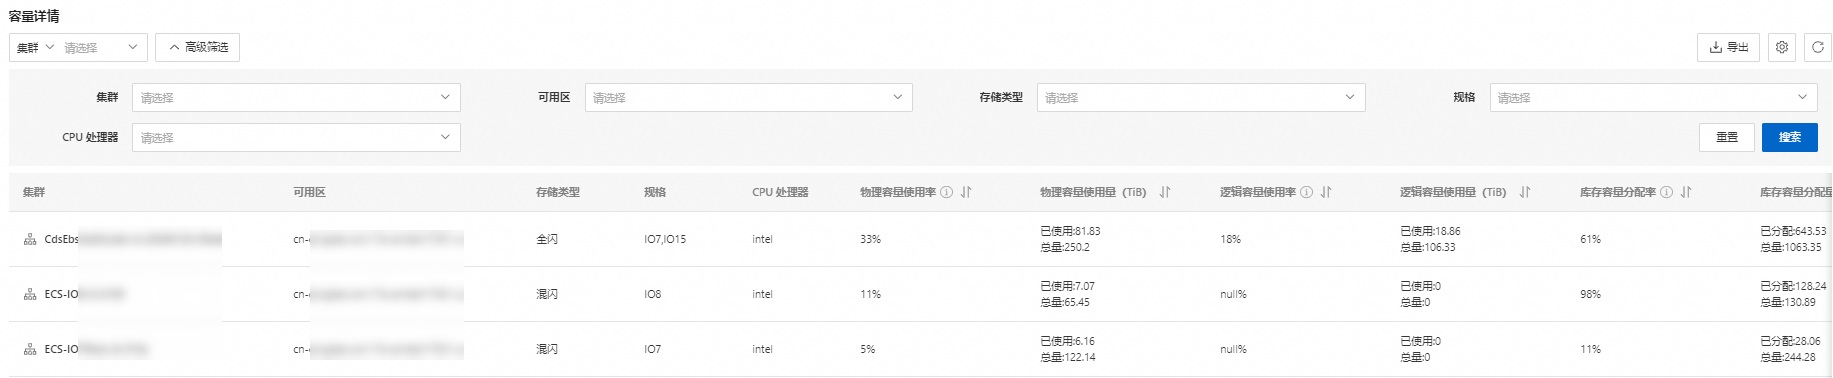 容量详情
集群 请选择 高级筛选 导出
集群 请选择 可用区 请选择 存储类型 请选择 规格 请选择
CPU 处理器 请选择 重置 搜索
集群 可用区 存储类型 规格 CPU 处理器 物理容量使用率 物理容量使用量（TiB） 逻辑容量使用率 逻辑容量使用量（TiB） 库存容量分配率 库存容量分配量
CdsEbs cn- 全闪 IO7,IO15 intel 33% 已使用:81.83 18% 已使用:18.86 61% 已分配:643.53
总量:250.2 总量:106.33 总量:1063.35
ECS-IO cn- 混闪 IO8 intel 11% 已使用:7.07 null% 已使用:0 98% 已分配:128.24
总量:65.45 总量:0 总量:130.89
ECS-IO cn- 混闪 IO7 intel 5% 已使用:6.16 null% 已使用:0 11% 已分配:28.06
总量:122.14 总量:0 总量:244.28